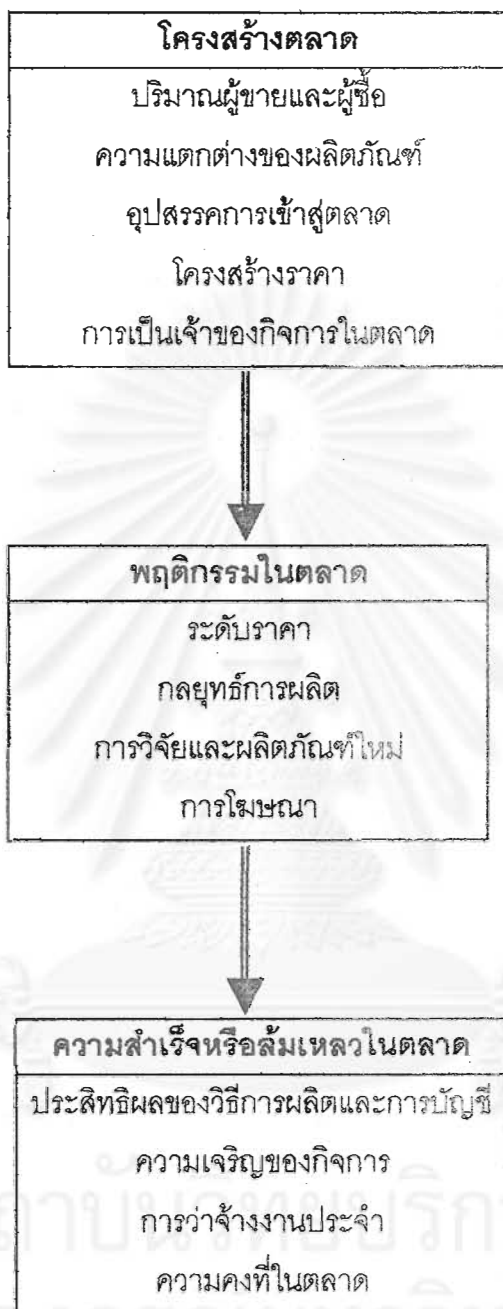 โครงสร้างตลาด
ปริมาณผู้ขายและผู้ซื้อ
ความแตกต่างของผลิตภัณฑ์
อุปสรรคการเข้าสู่ตลาด
โครงสร้างราคา
การเป็นเจ้าของกิจการในตลาด
พฤติกรรมในตลาด
ระดับราคา
กลยุทธ์การผลิต
การวิจัยและผลิตภัณฑ์ใหม่
การโฆษณา
ความสำเร็จหรือล้มเหลวในตลาด
ประสิทธิผลของวิธีการผลิตและการบัญชี
ความเจริญของกิจการ
การว่าจ้างงานประจำ
ความคงที่ในตลาด